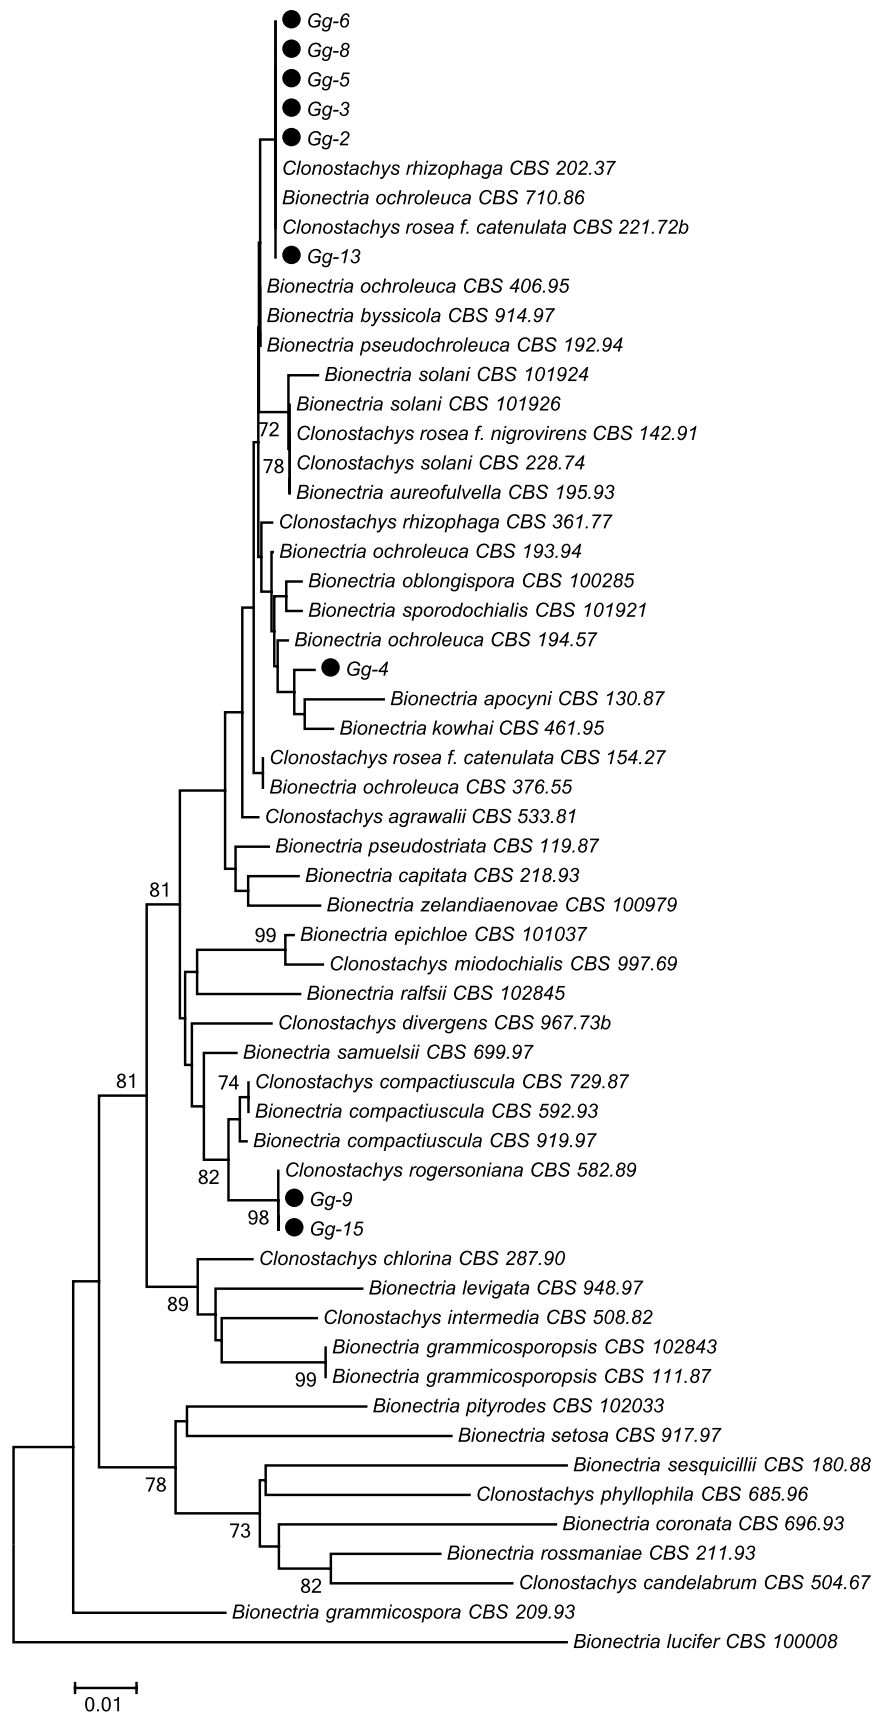 Gg-6
Gg-8
Gg-5
Gg-3
Gg-2
Clonostachys rhizophaga CBS 202.37
Bionectria ochroleuca CBS 710.86
Clonostachys rosea f. catenulata CBS 221.72b
Gg-13
Bionectria ochroleuca CBS 406.95
Bionectria byssicola CBS 914.97
Bionectria pseudochroleuca CBS 192.94
Bionectria solani CBS 101924
Bionectria solani CBS 101926
72
Clonostachys rosea f. nigrovirens CBS 142.91
78
Clonostachys solani CBS 228.74
Bionectria aureofulvella CBS 195.93
Clonostachys rhizophaga CBS 361.77
Bionectria ochroleuca CBS 193.94
Bionectria oblongispora CBS 100285
Bionectria sporodochialis CBS 101921
Bionectria ochroleuca CBS 194.57
Gg-4
Bionectria apocyni CBS 130.87
Bionectria kowhai CBS 461.95
Clonostachys rosea f. catenulata CBS 154.27
Bionectria ochroleuca CBS 376.55
Clonostachys agrawalii CBS 533.81
Bionectria pseudostriata CBS 119.87
Bionectria capitata CBS 218.93
81
Bionectria zelandiaenovae CBS 100979
99
Bionectria epichloe CBS 101037
Clonostachys miodochialis CBS 997.69
Bionectria ralfsii CBS 102845
Clonostachys divergens CBS 967.73b
Bionectria samuelsii CBS 699.97
81
74
Clonostachys compactiuscula CBS 729.87
Bionectria compactiuscula CBS 592.93
Bionectria compactiuscula CBS 919.97
82
Clonostachys rogersoniana CBS 582.89
Gg-9
98
Gg-15
Clonostachys chlorina CBS 287.90
Bionectria levigata CBS 948.97
89
Clonostachys intermedia CBS 508.82
Bionectria grammicosporopsis CBS 102843
99
Bionectria grammicosporopsis CBS 111.87
Bionectria pityrodes CBS 102033
Bionectria setosa CBS 917.97
78
Bionectria sesquicillii CBS 180.88
Clonostachys phyllophila CBS 685.96
73
Bionectria coronata CBS 696.93
Bionectria rossmaniae CBS 211.93
82
Clonostachys candelabrum CBS 504.67
Bionectria grammicospora CBS 209.93
Bionectria lucifer CBS 100008
0.01